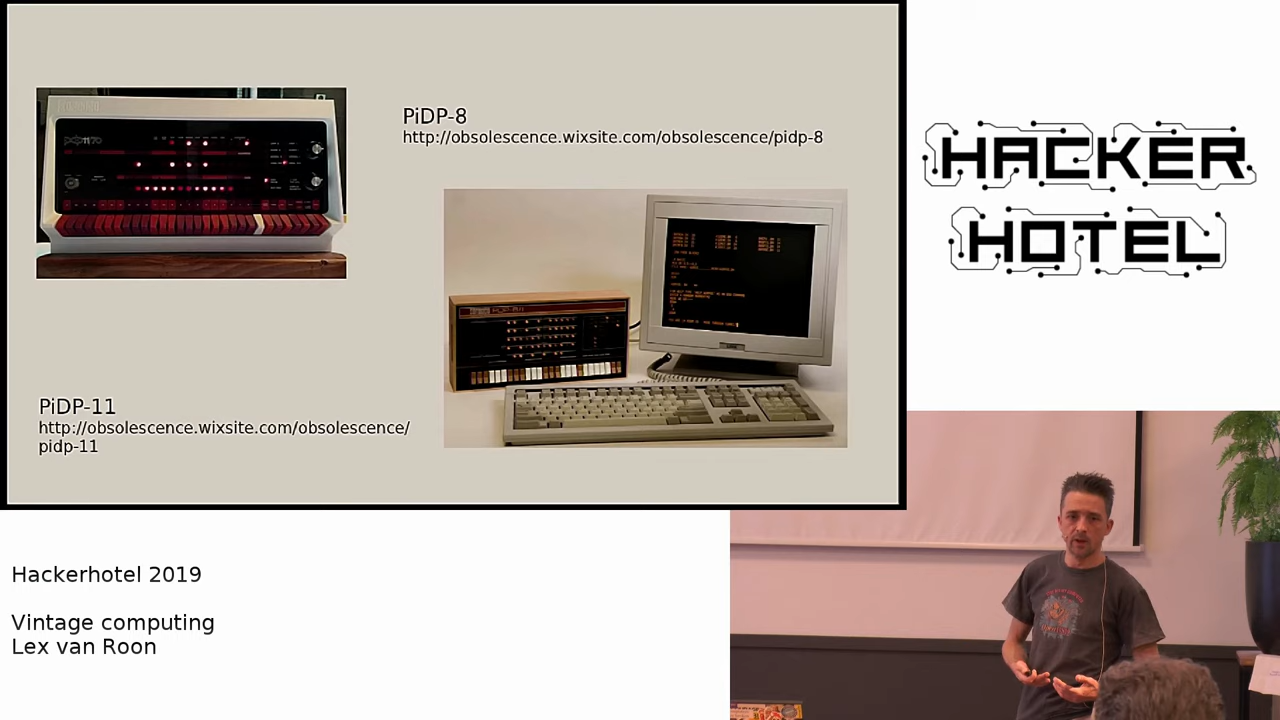 PiDP-8
http://obsolescence.wixsite.com/obsolescence/pidp-8
PiDP-11
http://obsolescence.wixsite.com/obsolescence/
pidp-11
HACKER
HOTEL
Hackerhotel 2019
Vintage computing
Lex van Roon